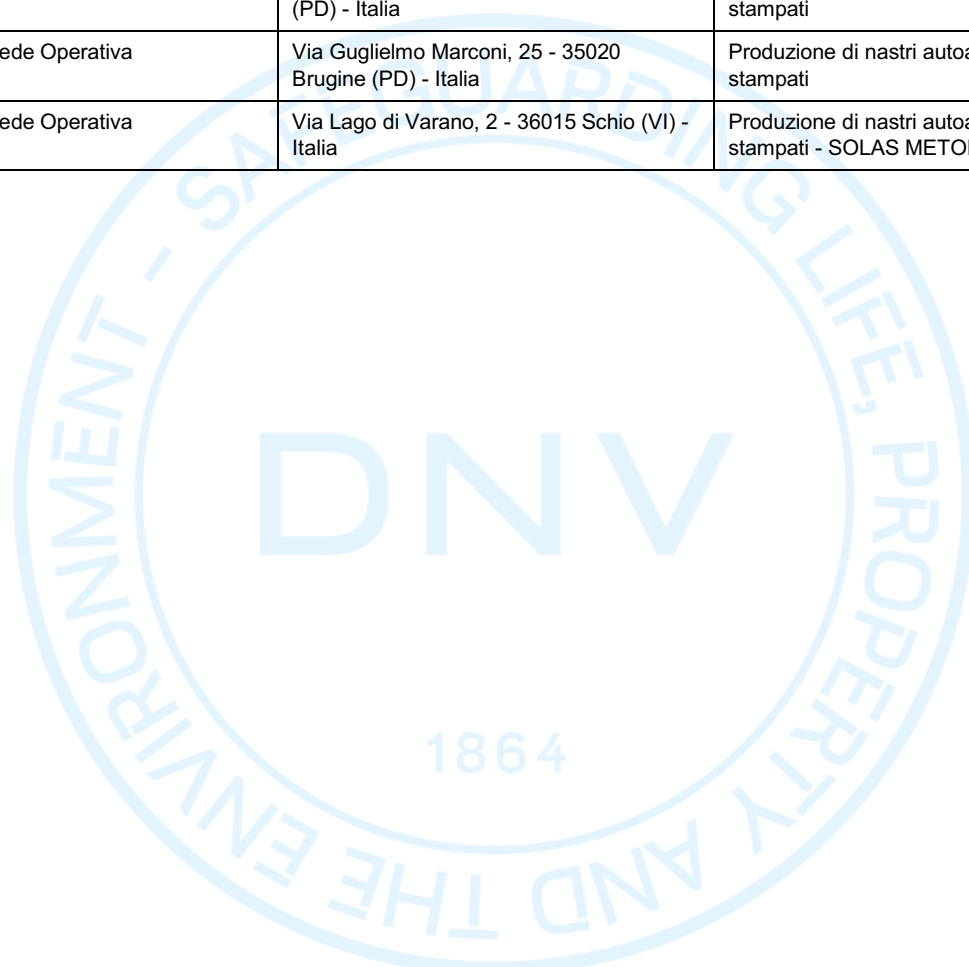 (PD) - Italia
stampati
ede Operativa
Via Guglielmo Marconi, 25 - 35020
Brugine (PD) - Italia
Produzione di nastri autoa
stampati
ede Operativa
Via Lago di Varano, 2 - 36015 Schio (VI) -
Italia
Produzione di nastri autoa
stampati - SOLAS METO
SAFEGUARDING LIFE, PROPERTY AND THE ENVIRONMENT -
DNV
1864